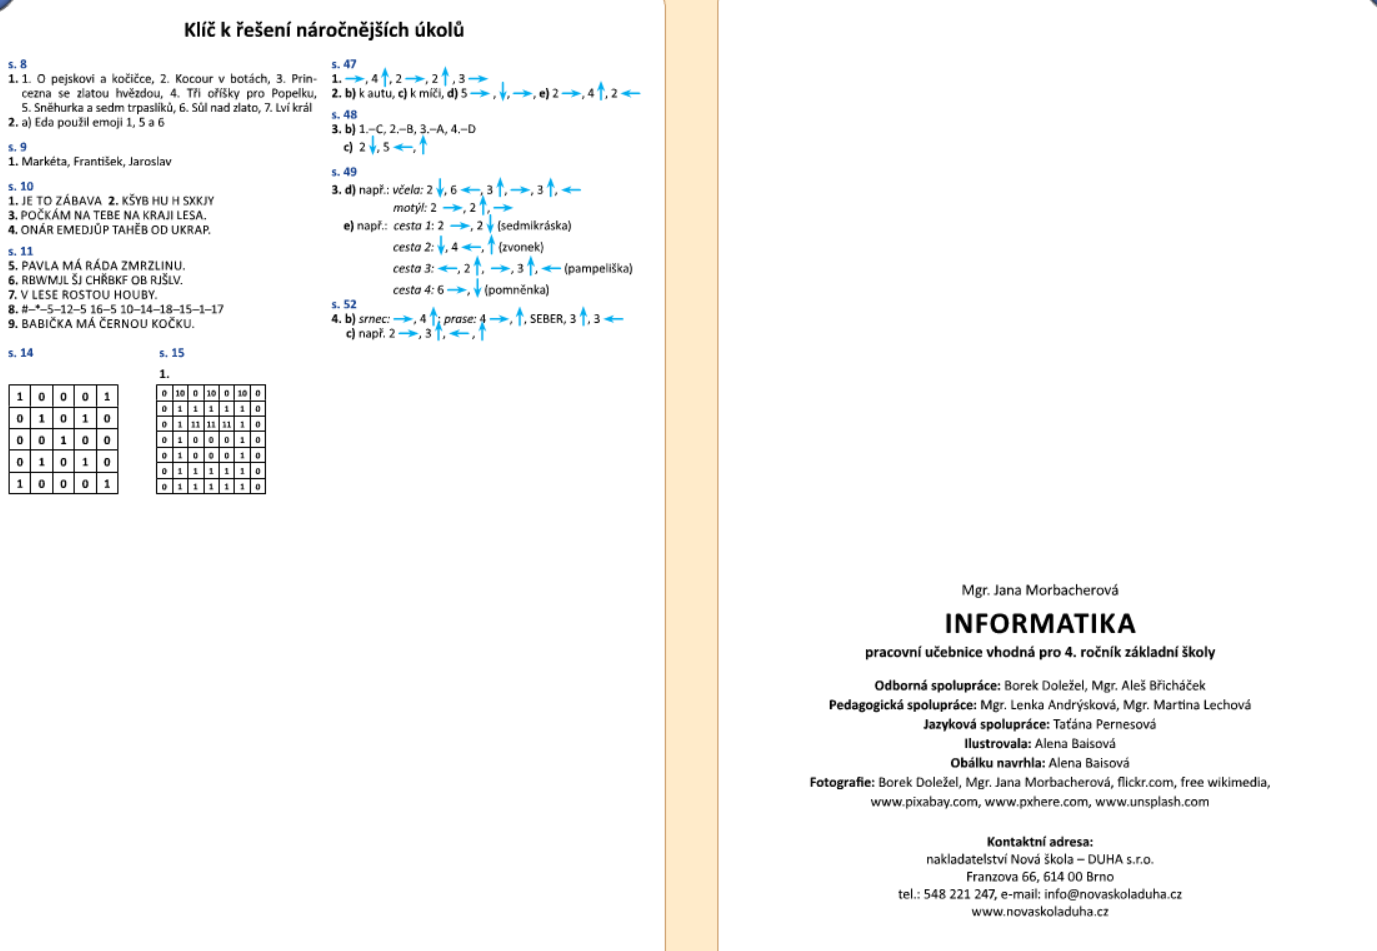 Klíč k řešení náročnějších úkolů
s. 8
1. 1. O pejskovi a kočičce, 2. Kocour v botách, 3. Prin-
cezna se zlatou hvězdou, 4. Tři oříšky pro Popelku,
5. Sněhurka a sedm trpaslíků, 6. Sůl nad zlato, 7. Lví král
2. a) Eda použil emoji 1, 5 a 6
s. 9
1. Markéta, František, Jaroslav
s. 10
1. JE TO ZÁBAVA 2. KŠYB HU H SXKJY
3. POČKÁM NA TEBE NA KRAJI LESA.
4. ONÁR EMEDJŮP TAHĚB OD UKRAP.
s. 11
5. PAVLA MÁ RÁDA ZMRZLINU.
6. RBWMJL ŠJ CHŘBKF OB RJŠLV.
7. V LESE ROSTOU HOUBY.
8. #–*–5–12–5 16–5 10–14–18–15–1–17
9. BABIČKA MÁ ČERNOU KOČKU.
s. 14
1 0 0 0 1
0 1 0 1 0
0 0 1 0 0
0 1 0 1 0
1 0 0 0 1
s. 15
1.
0 10 0 10 0 10 0
0 1 1 1 1 1 0
0 1 11 11 11 1 0
0 1 0 0 0 1 0
0 1 0 0 0 1 0
0 1 1 1 1 1 0
0 1 1 1 1 1 0
s. 47
1. →, 4 ↑, 2 →, 2 ↑, 3 →
2. b) k autu, c) k míči, d) 5 →, ↓, →, e) 2 →, 4 ↑, 2 ←
s. 48
3. b) 1.–C, 2.–B, 3.–A, 4.–D
c) 2 ↓, 5 ←, ↑
s. 49
3. d) např.: včela: 2 ↓, 6 ←, 3 ↑, →, 3 ↑, ←
motýl: 2 →, 2 ↑, →
e) např.: cesta 1: 2 →, 2 ↓ (sedmikráska)
cesta 2: ↓, 4 ←, ↑ (zvonek)
cesta 3: ←, 2 ↑, →, 3 ↑, ← (pampeliška)
cesta 4: 6 →, ↓ (pomněnka)
s. 52
4. b) srnec: →, 4 ↑; prase: 4 →, ↑, SEBER, 3 ↑, 3 ←
c) např. 2 →, 3 ↑, ←, ↑
Mgr. Jana Morbacherová
INFORMATIKA
pracovní učebnice vhodná pro 4. ročník základní školy
Odborná spolupráce: Borek Doležel, Mgr. Aleš Břicháček
Pedagogická spolupráce: Mgr. Lenka Andrýsková, Mgr. Martina Lechová
Jazyková spolupráce: Taťána Pernesová
Ilustrovala: Alena Baisová
Obálku navrhla: Alena Baisová
Fotografie: Borek Doležel, Mgr. Jana Morbacherová, flickr.com, free wikimedia,
www.pixabay.com, www.pxhere.com, www.unsplash.com
Kontaktní adresa:
nakladatelství Nová škola – DUHA s.r.o.
Franzova 66, 614 00 Brno
tel.: 548 221 247, e-mail: info@novaskoladuha.cz
www.novaskoladuha.cz